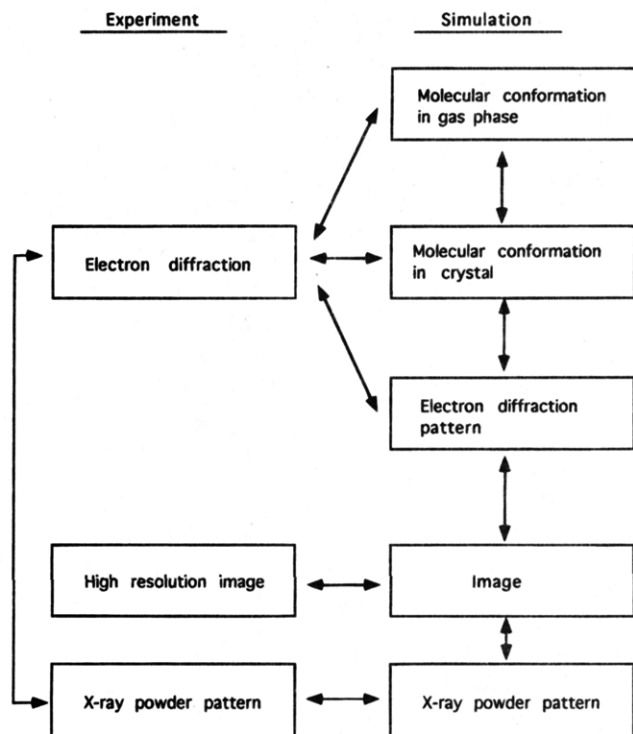 Experiment
Simulation
Molecular conformation
in gas phase
Electron diffraction
Molecular conformation
in crystal
Electron diffraction
pattern
High resolution image
Image
X-ray powder pattern
X-ray powder pattern